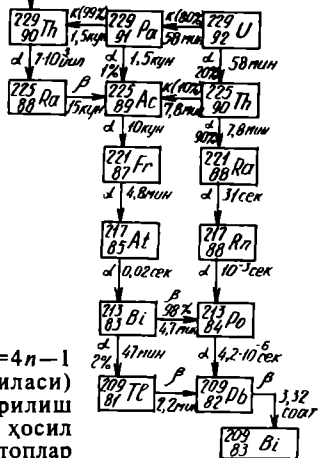 229 90 Th К(99%) 229 91 Pa К(80%) 229 92 U
1,5кун 58мин
α 7·10³йил α 1% 1,5кун α 20% 58мин
225 88 Ra β 15кун 225 89 Ac К(10%) 7,8мин 225 90 Th
α 10кун α 90% 7,8мин
221 87 Fr 221 88 Ra
α 4,8мин α 31сек
217 85 At 217 88 Rn
α 0,02сек α 10⁻³сек
213 83 Bi β 98% 4,7мин 213 84 Po
α 2% 47мин α 4,2·10⁻⁶сек
209 81 Tl β 2,2мин 209 82 Pb β 3,32 соат
209 83 Bi
=4n—1
иласи)
рилиш
ҳосил
топлар